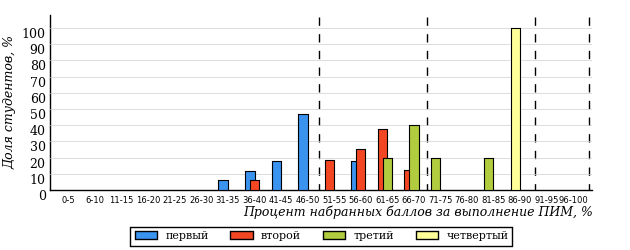 Доля студентов, %
100
90
80
70
60
50
40
30
20
10
0
0-5 6-10 11-15 16-20 21-25 26-30 31-35 36-40 41-45 46-50 51-55 56-60 61-65 66-70 71-75 76-80 81-85 86-90 91-95 96-100
Процент набранных баллов за выполнение ПИМ, %
первый второй третий четвертый